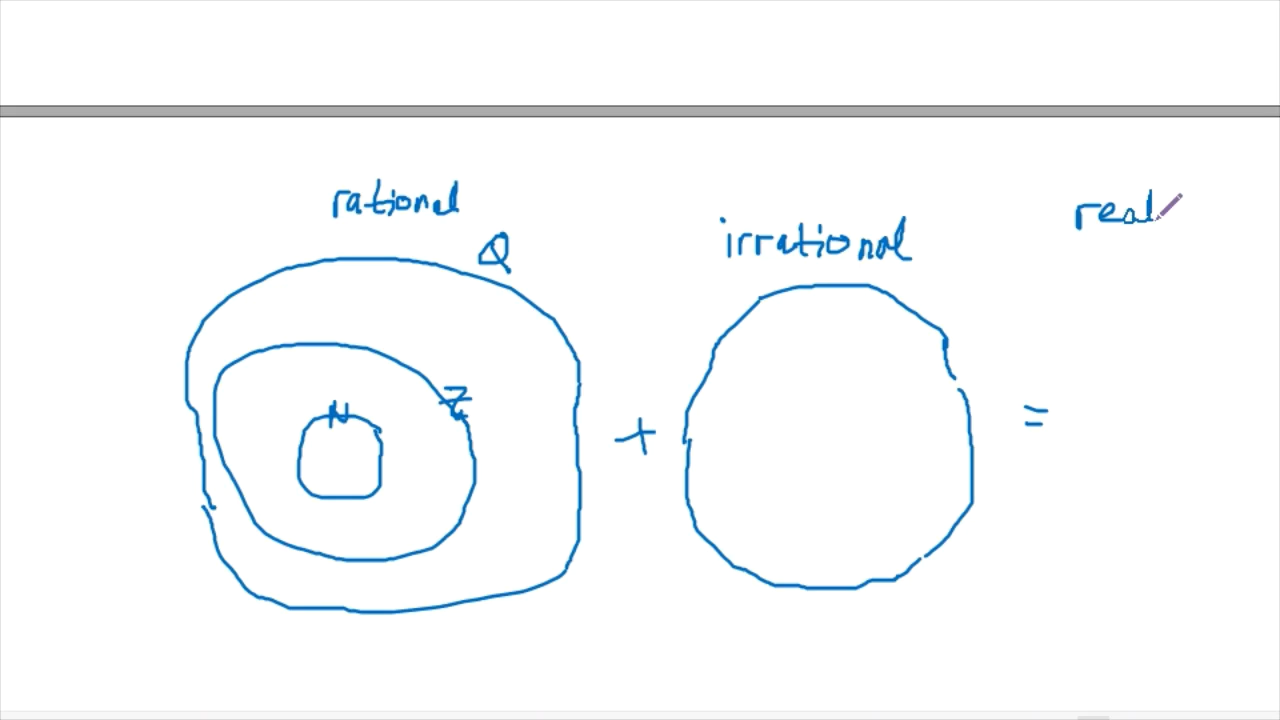 rational
irrational
real
Q
Z
N
+
=